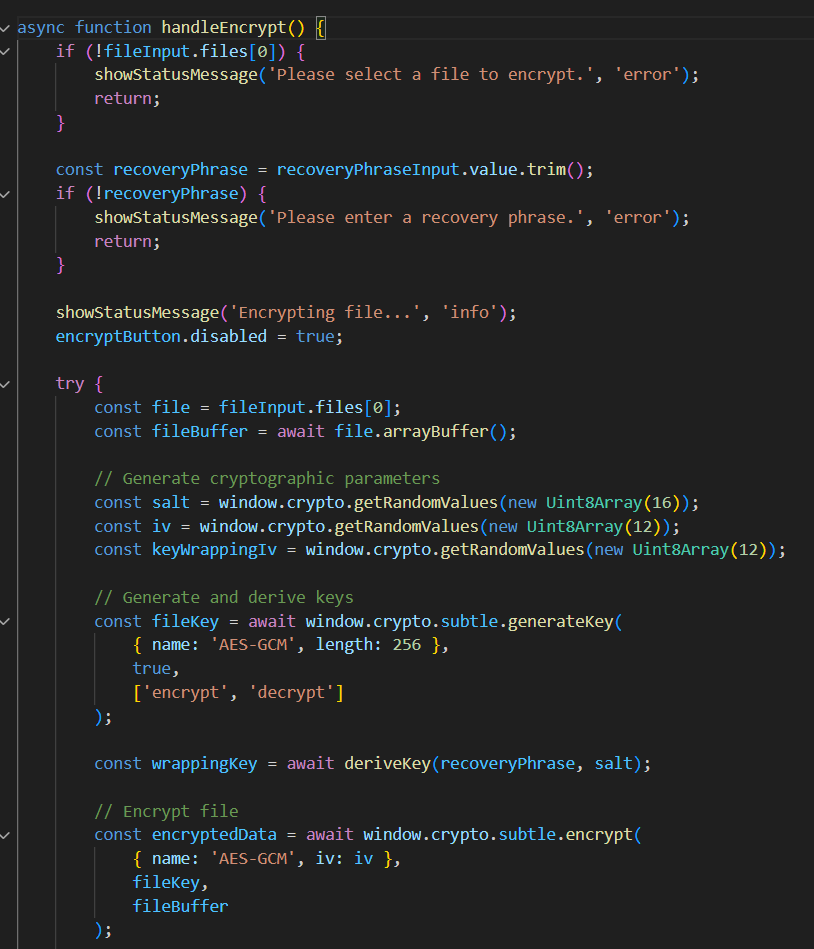 async function handleEncrypt() {
    if (!fileInput.files[0]) {
        showStatusMessage('Please select a file to encrypt.', 'error');
        return;
    }

    const recoveryPhrase = recoveryPhraseInput.value.trim();
    if (!recoveryPhrase) {
        showStatusMessage('Please enter a recovery phrase.', 'error');
        return;
    }

    showStatusMessage('Encrypting file...', 'info');
    encryptButton.disabled = true;

    try {
        const file = fileInput.files[0];
        const fileBuffer = await file.arrayBuffer();

        // Generate cryptographic parameters
        const salt = window.crypto.getRandomValues(new Uint8Array(16));
        const iv = window.crypto.getRandomValues(new Uint8Array(12));
        const keyWrappingIv = window.crypto.getRandomValues(new Uint8Array(12));

        // Generate and derive keys
        const fileKey = await window.crypto.subtle.generateKey(
            { name: 'AES-GCM', length: 256 },
            true,
            ['encrypt', 'decrypt']
        );

        const wrappingKey = await deriveKey(recoveryPhrase, salt);

        // Encrypt file
        const encryptedData = await window.crypto.subtle.encrypt(
            { name: 'AES-GCM', iv: iv },
            fileKey,
            fileBuffer
        );